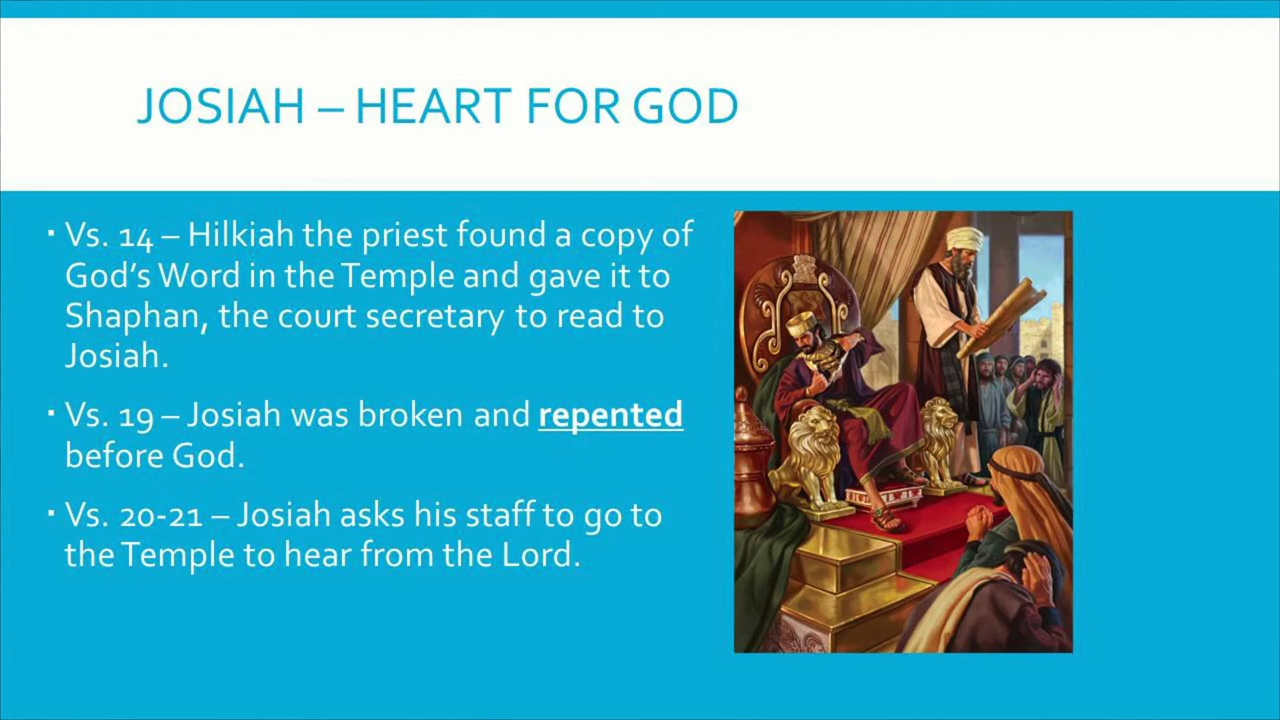 JOSIAH – HEART FOR GOD
▪ Vs. 14 – Hilkiah the priest found a copy of
God’s Word in the Temple and gave it to
Shaphan, the court secretary to read to
Josiah.
▪ Vs. 19 – Josiah was broken and repented
before God.
▪ Vs. 20-21 – Josiah asks his staff to go to
the Temple to hear from the Lord.